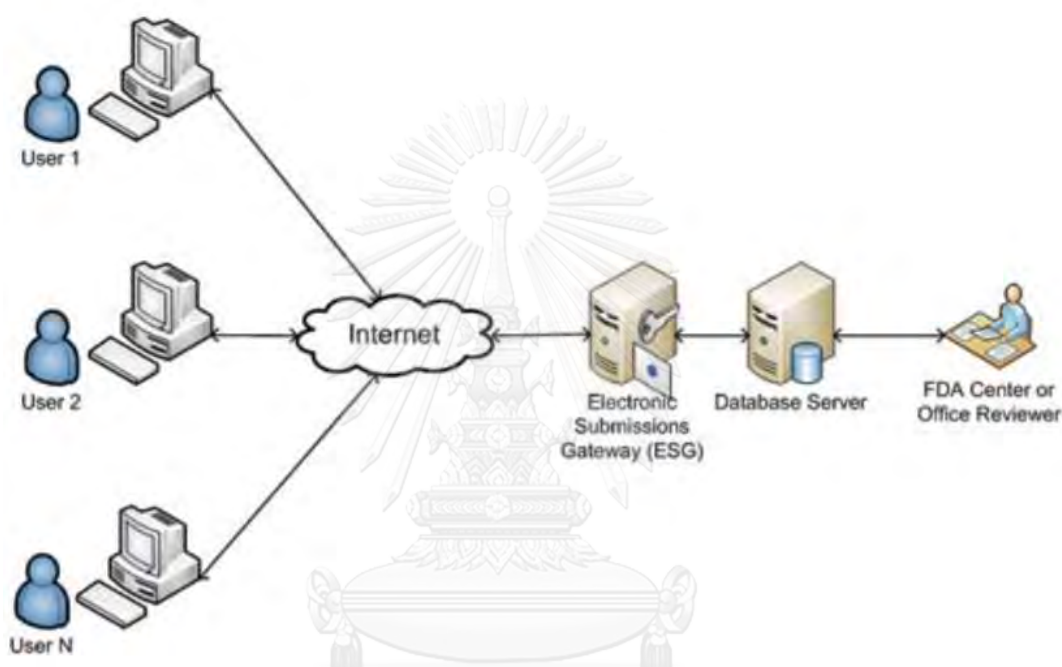 User 1
User 2
User N
Internet
Electronic
Submissions
Gateway (ESG)
Database Server
FDA Center or
Office Reviewer